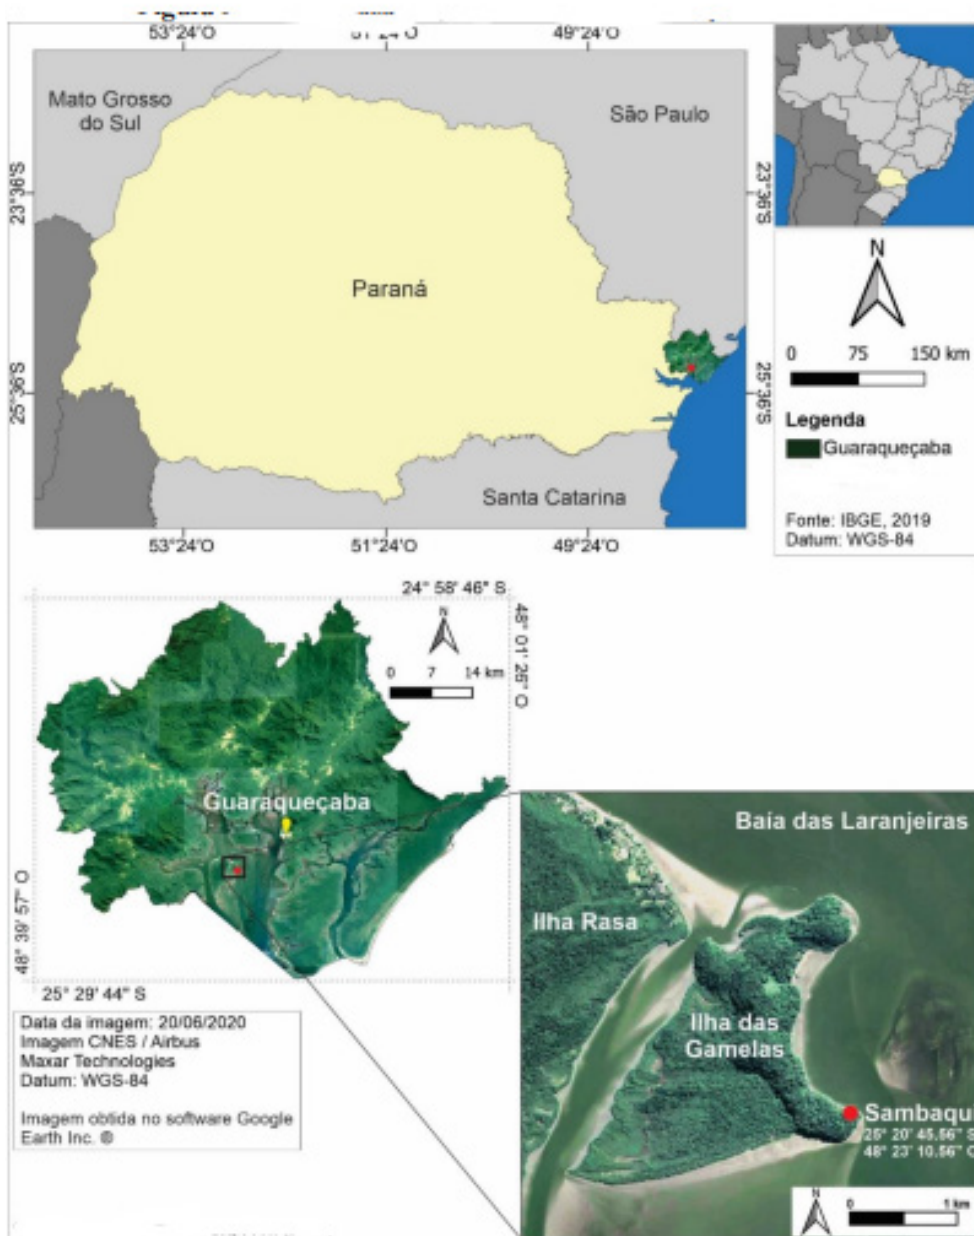 53°24'O
49°24'O
Mato Grosso
do Sul
São Paulo
23°36'S
23°36'S
Paraná
N
0 75 150 km
25°36'S
25°36'S
Legenda
Guaraqueçaba
Santa Catarina
Fonte: IBGE, 2019
Datum: WGS-84
53°24'O
51°24'O
49°24'O
24° 58' 46" S
48° 01' 26" O
N
0 7 14 km
Guaraqueçaba
48° 39' 57" O
25° 29' 44" S
Baía das Laranjeiras
Ilha Rasa
Ilha das
Gamelas
Sambaqu
25° 20' 45.56" S
48° 23' 10.56"
Data da imagem: 20/06/2020
Imagem CNES / Airbus
Maxar Technologies
Datum: WGS-84
Imagem obtida no software Google
Earth Inc. ®
N
0 1 km